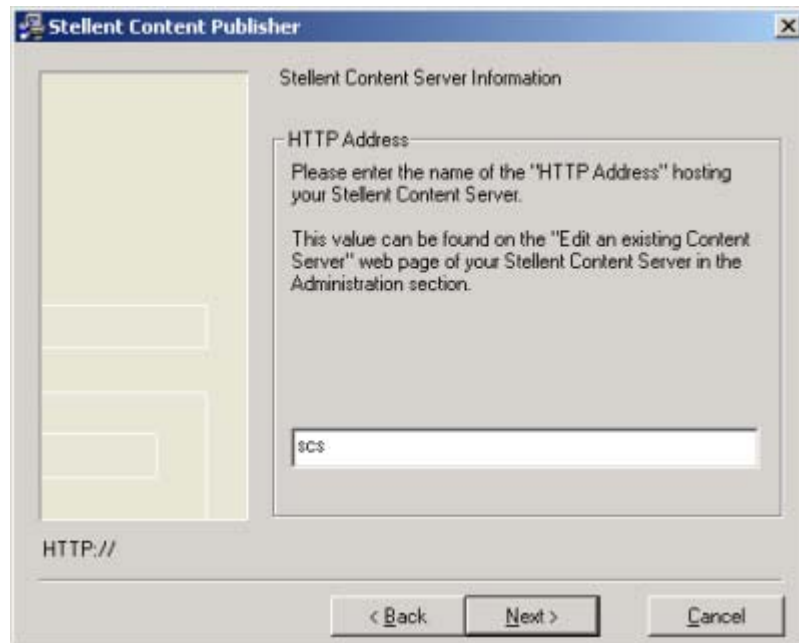 Stellent Content Publisher
Stellent Content Server Information
HTTP Address
Please enter the name of the "HTTP Address" hosting
your Stellent Content Server.
This value can be found on the "Edit an existing Content
Server" web page of your Stellent Content Server in the
Administration section.
scs
HTTP://
< Back
Next >
Cancel